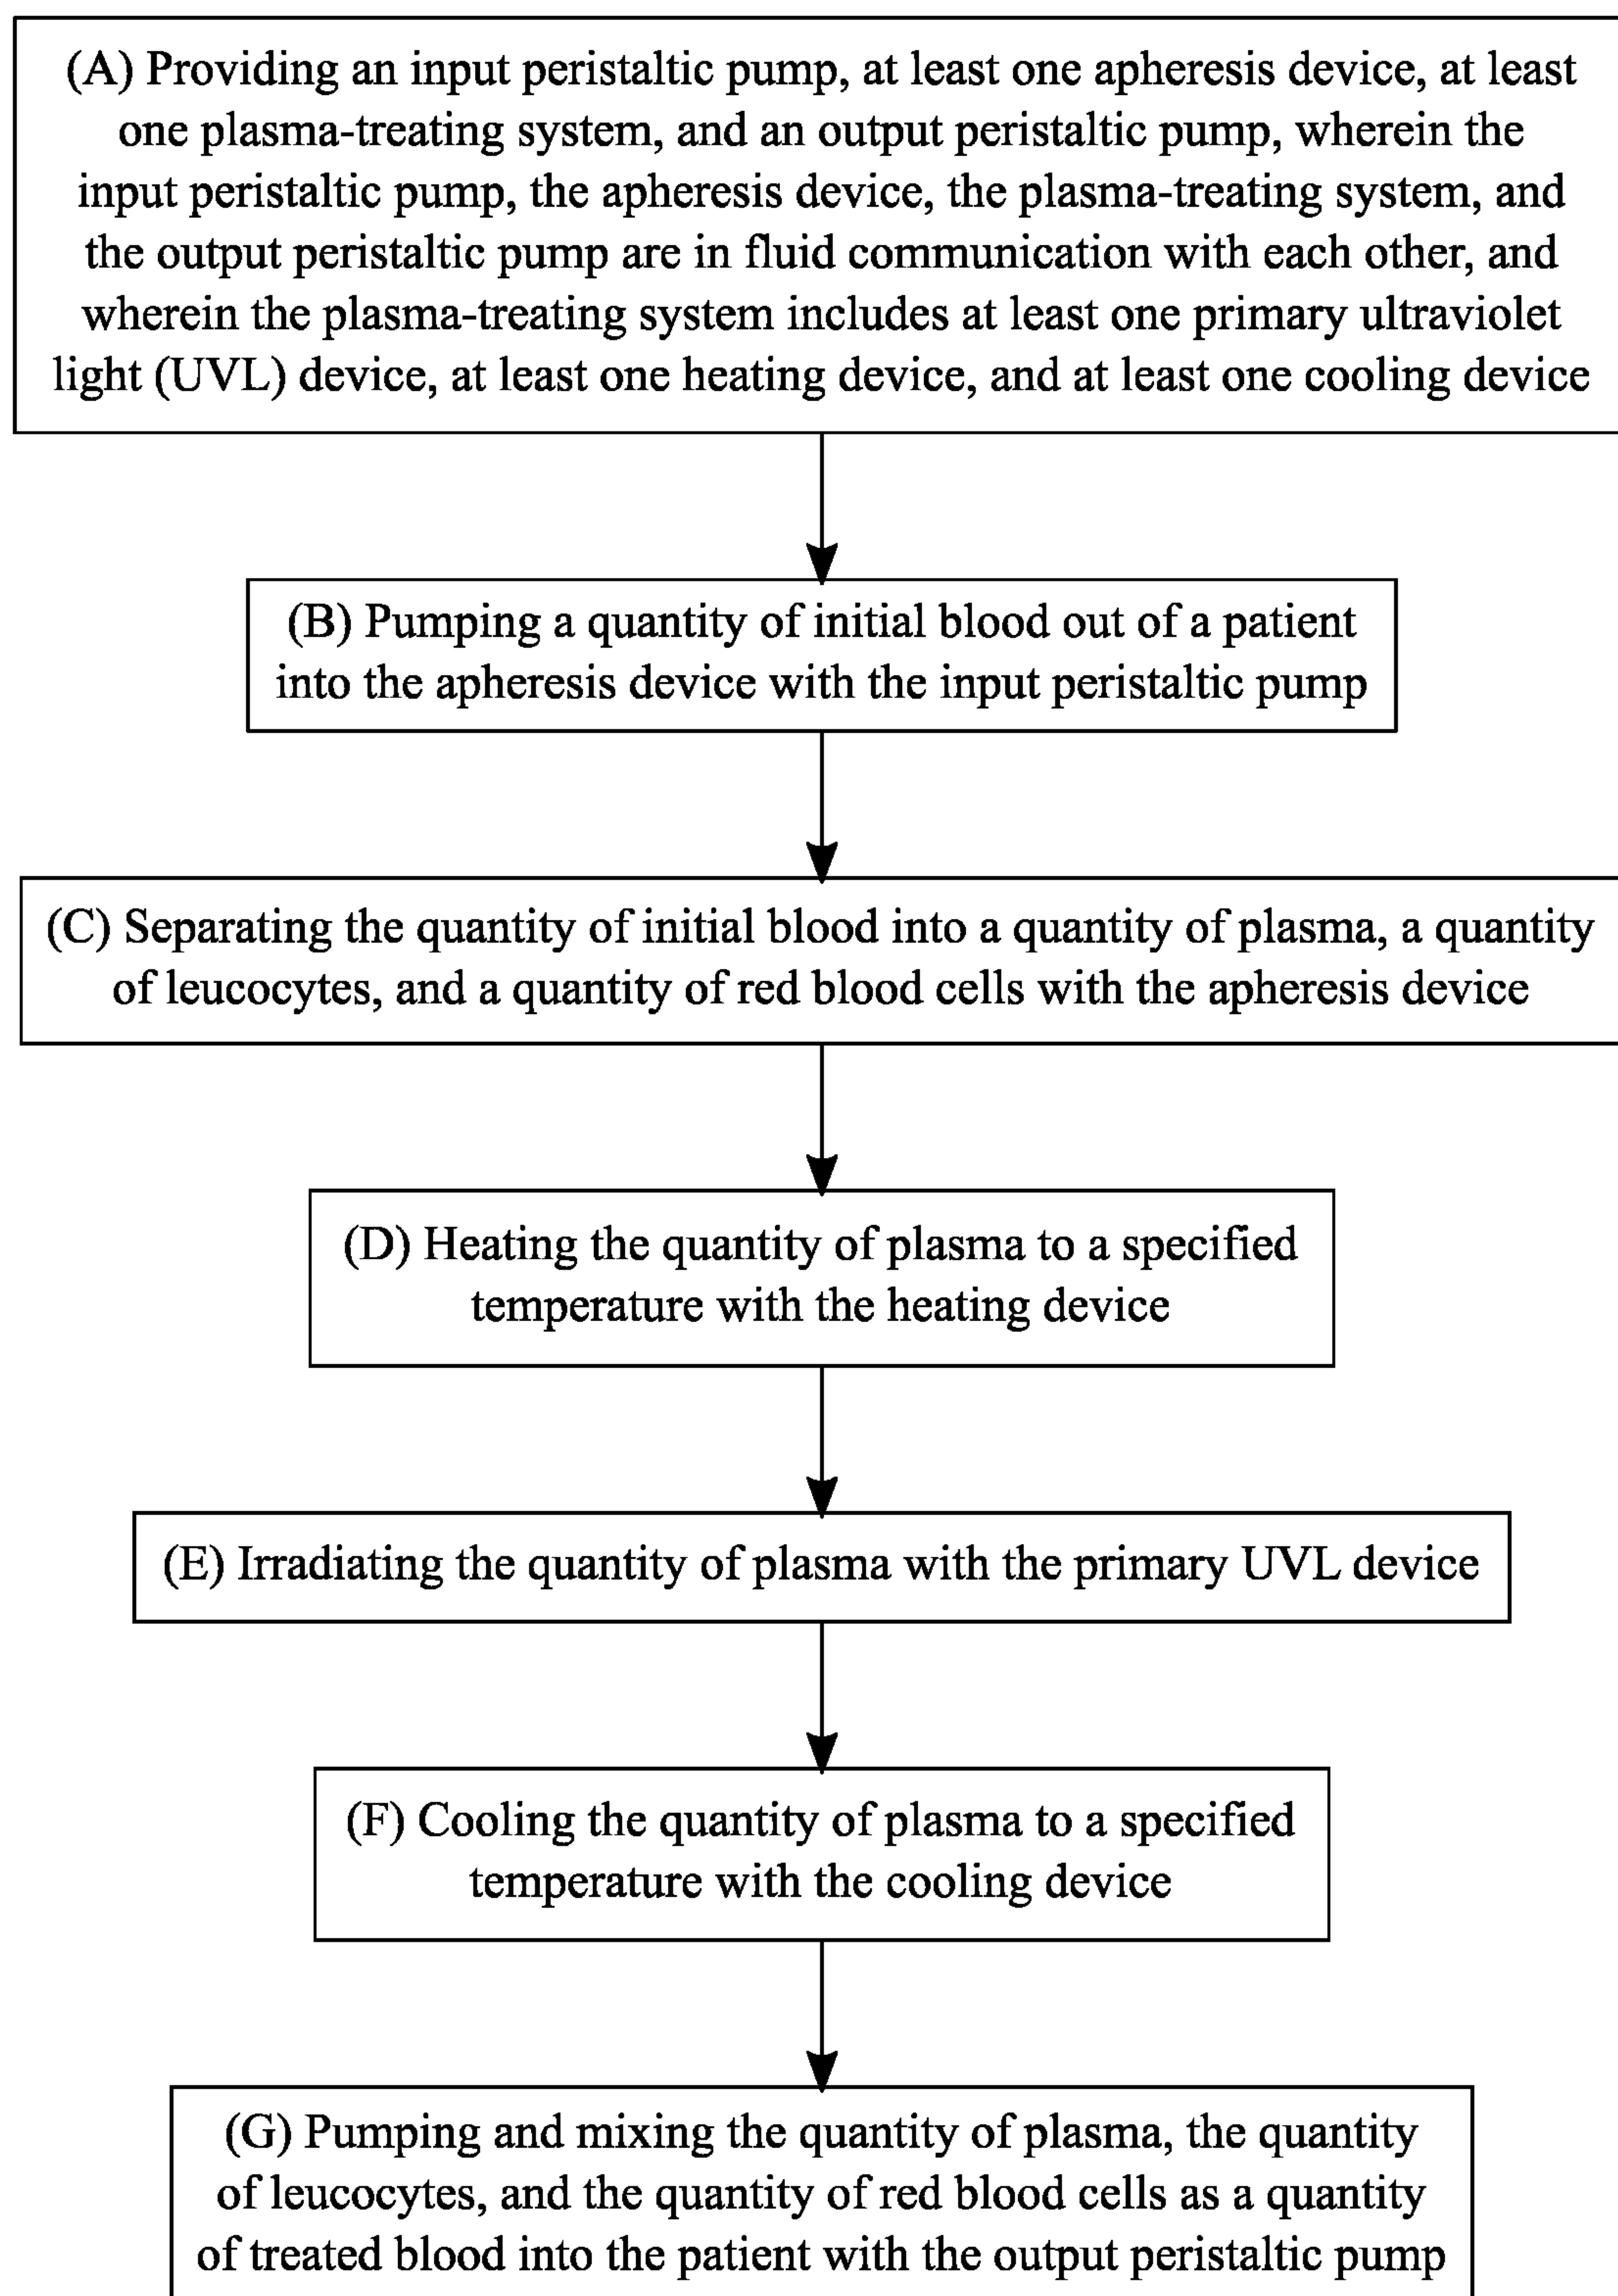 (A) Providing an input peristaltic pump, at least one apheresis device, at least
one plasma-treating system, and an output peristaltic pump, wherein the
input peristaltic pump, the apheresis device, the plasma-treating system, and
the output peristaltic pump are in fluid communication with each other, and
wherein the plasma-treating system includes at least one primary ultraviolet
light (UVL) device, at least one heating device, and at least one cooling device
(B) Pumping a quantity of initial blood out of a patient
into the apheresis device with the input peristaltic pump
(C) Separating the quantity of initial blood into a quantity of plasma, a quantity
of leucocytes, and a quantity of red blood cells with the apheresis device
(D) Heating the quantity of plasma to a specified
temperature with the heating device
(E) Irradiating the quantity of plasma with the primary UVL device
(F) Cooling the quantity of plasma to a specified
temperature with the cooling device
(G) Pumping and mixing the quantity of plasma, the quantity
of leucocytes, and the quantity of red blood cells as a quantity
of treated blood into the patient with the output peristaltic pump